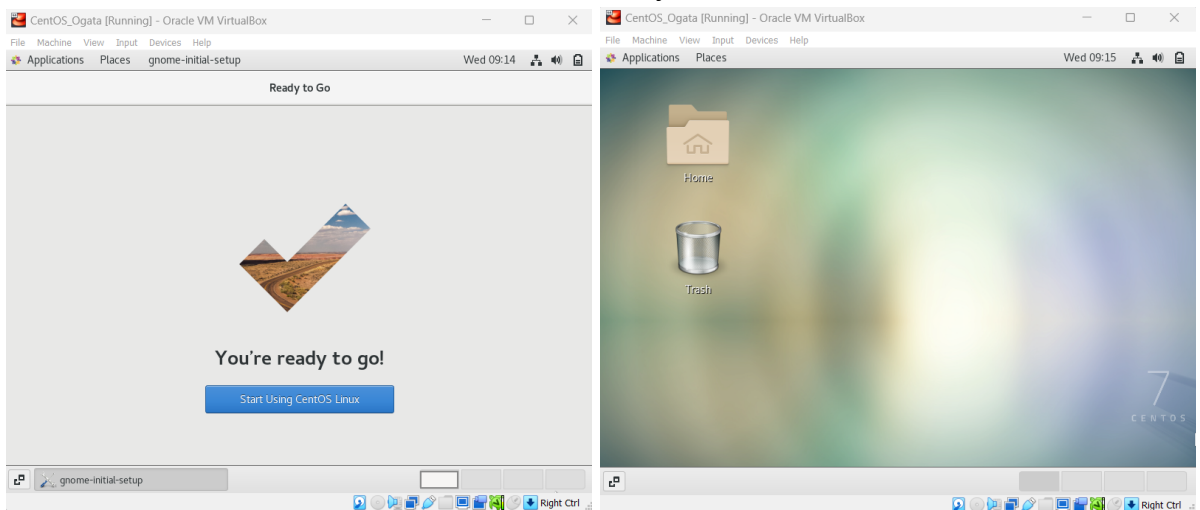 CentOS_Ogata [Running] - Oracle VM VirtualBox
File Machine View Input Devices Help
Applications Places gnome-initial-setup Wed 09:14
Ready to Go
You're ready to go!
Start Using CentOS Linux
gnome-initial-setup
Right Ctrl
CentOS_Ogata [Running] - Oracle VM VirtualBox
File Machine View Input Devices Help
Applications Places Wed 09:15
Home
Trash
7
CENTOS
Right Ctrl